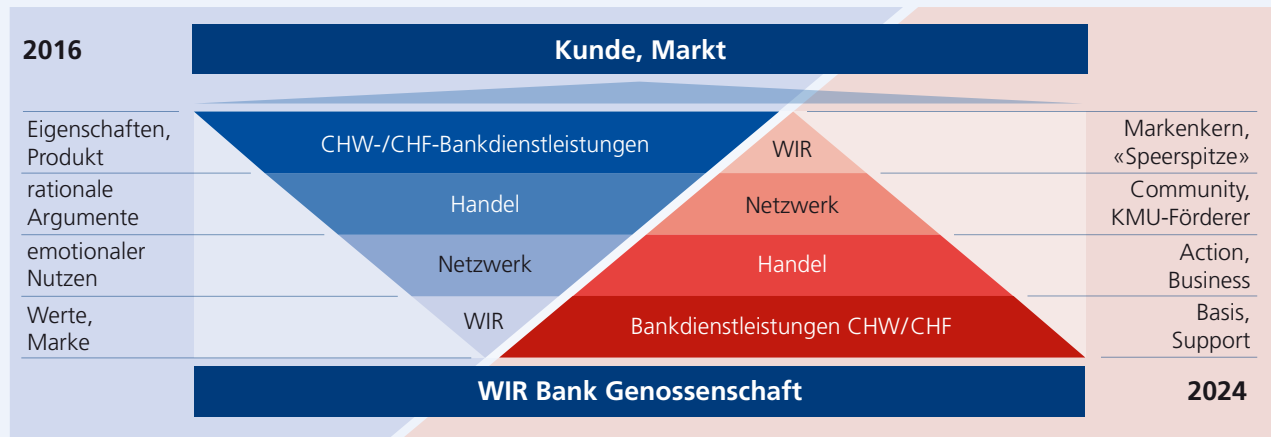 2016
Kunde, Markt
Eigenschaften,
Produkt
CHW-/CHF-Bankdienstleistungen
WIR
Markenkern,
«Speerspitze»
rationale
Argumente
Handel
Netzwerk
Community,
KMU-Förderer
emotionaler
Nutzen
Netzwerk
Handel
Action,
Business
Werte,
Marke
WIR
Bankdienstleistungen CHW/CHF
Basis,
Support
WIR Bank Genossenschaft
2024